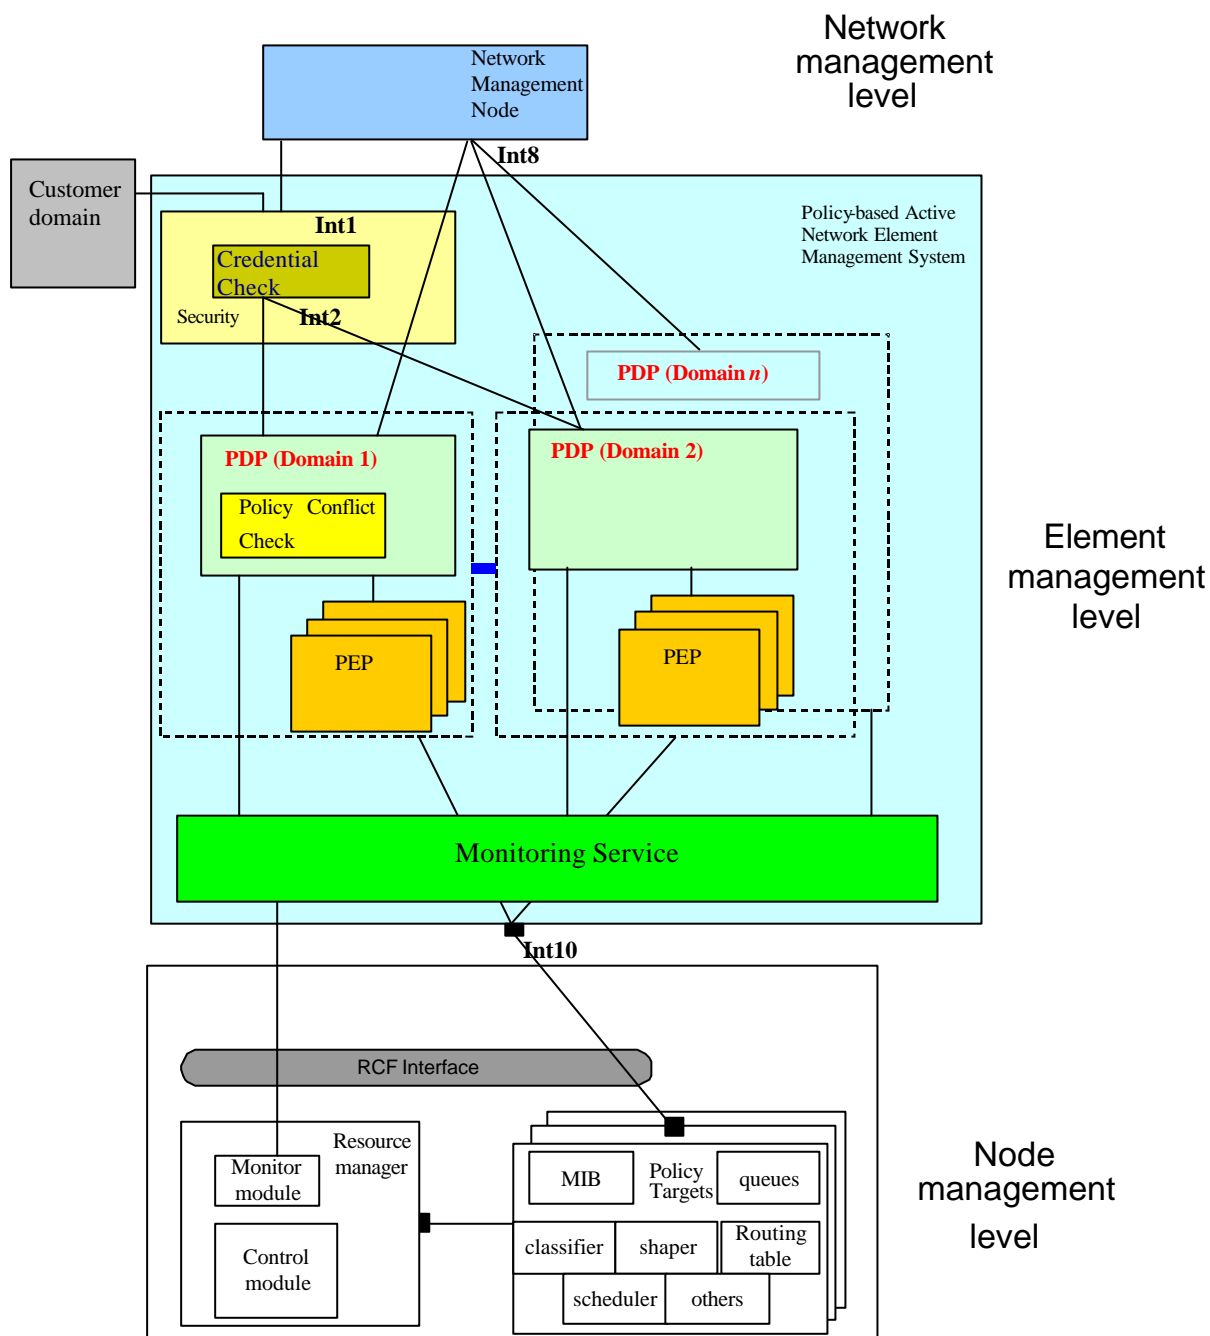 Network
management
level
Network
Management
Node
Int8
Customer
domain
Int1
Policy-based Active
Network Element
Management System
Credential
Check
Security
Int2
PDP (Domain n)
PDP (Domain 1)
PDP (Domain 2)
Policy Conflict
Check
Element
management
level
PEP
PEP
Monitoring Service
Int10
RCF Interface
Resource
manager
Monitor
module
Control
module
MIB
Policy
Targets
queues
classifier
shaper
Routing
table
scheduler
others
Node
management
level